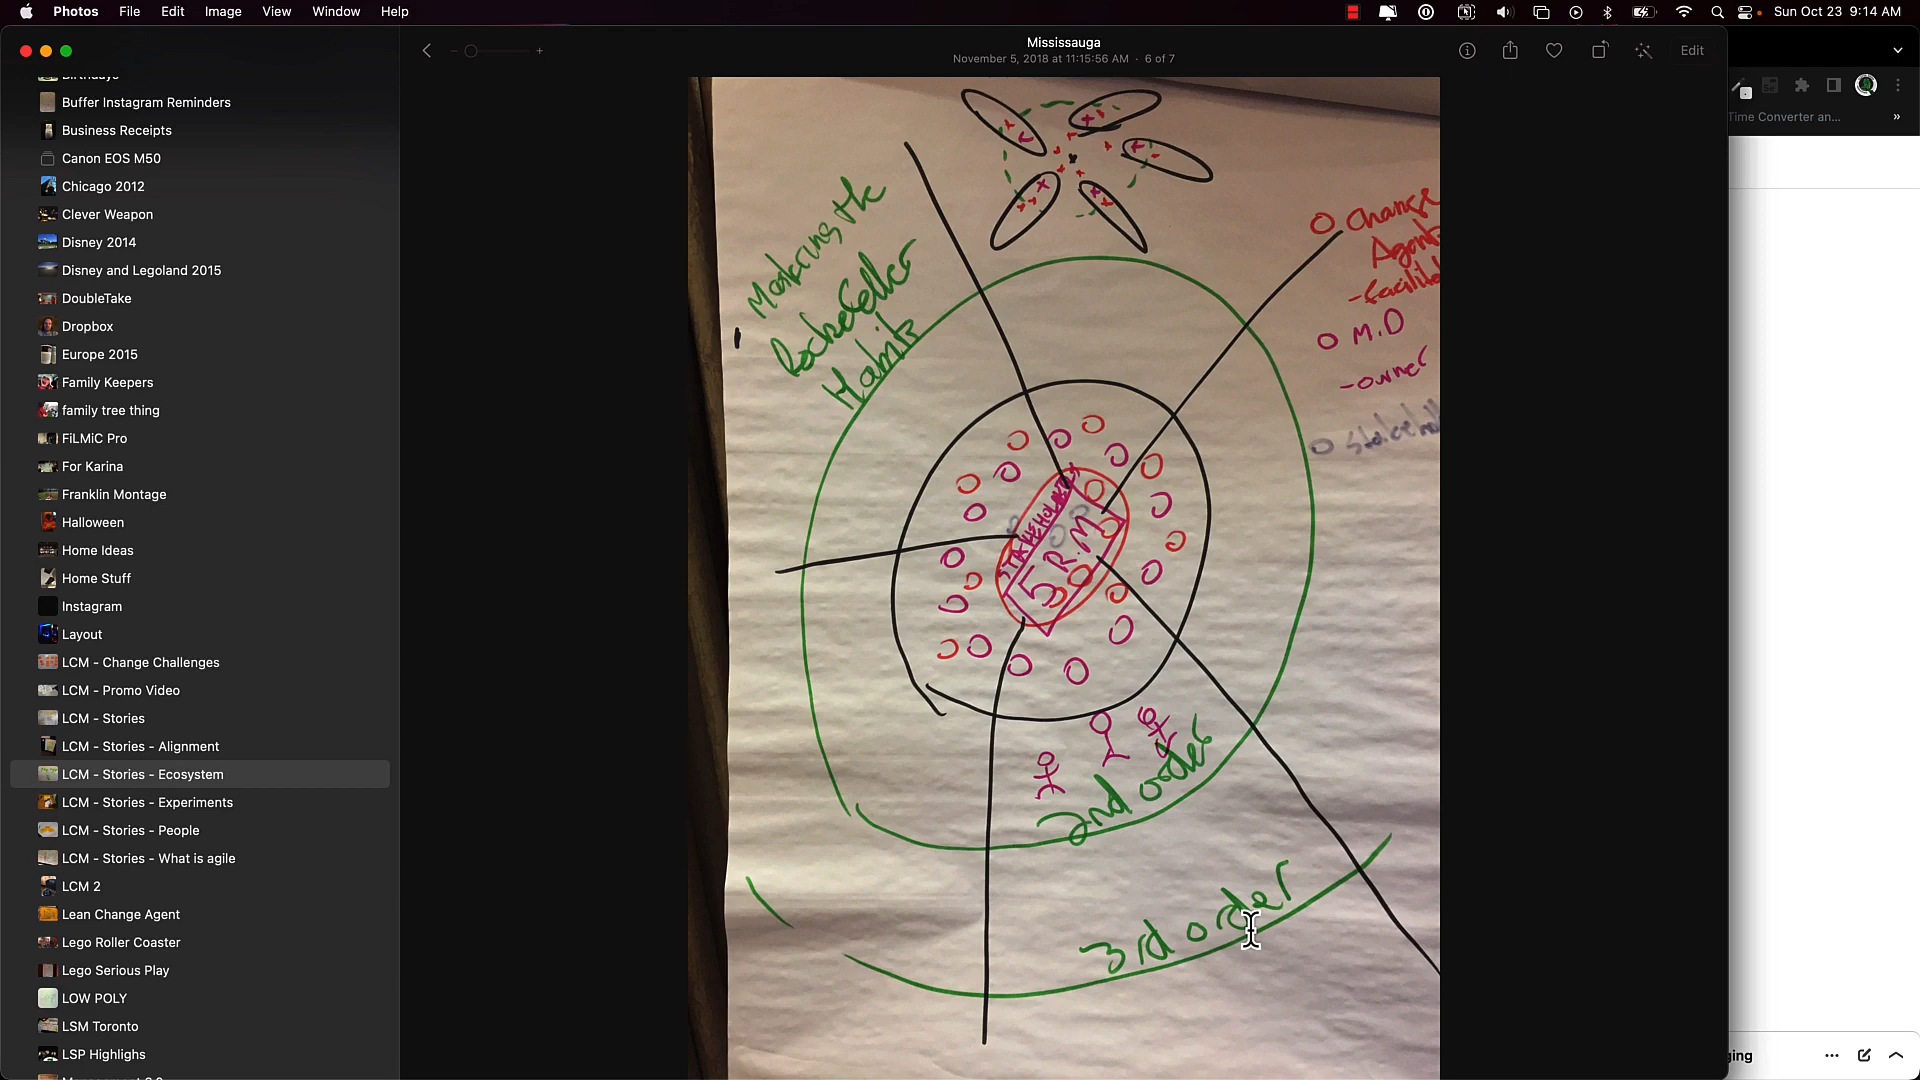 Photos File Edit Image View Window Help
Sun Oct 23 9:14 AM
Mississauga
November 5, 2018 at 11:15:56 AM · 6 of 7
Edit
Birthdays
Buffer Instagram Reminders
Business Receipts
Canon EOS M50
Chicago 2012
Clever Weapon
Disney 2014
Disney and Legoland 2015
DoubleTake
Dropbox
Europe 2015
Family Keepers
family tree thing
FiLMiC Pro
For Karina
Franklin Montage
Halloween
Home Ideas
Home Stuff
Instagram
Layout
LCM - Change Challenges
LCM - Promo Video
LCM - Stories
LCM - Stories - Alignment
LCM - Stories - Ecosystem
LCM - Stories - Experiments
LCM - Stories - People
LCM - Stories - What is agile
LCM 2
Lean Change Agent
Lego Roller Coaster
Lego Serious Play
LOW POLY
LSM Toronto
LSP Highlighs
the
Rockefeller
Habits
Change
Agent
- facilita
M.D
- owner
Stakehol
STAKEHOLDERS
S.R.M
2nd order
3rd order
Time Converter an...
ging